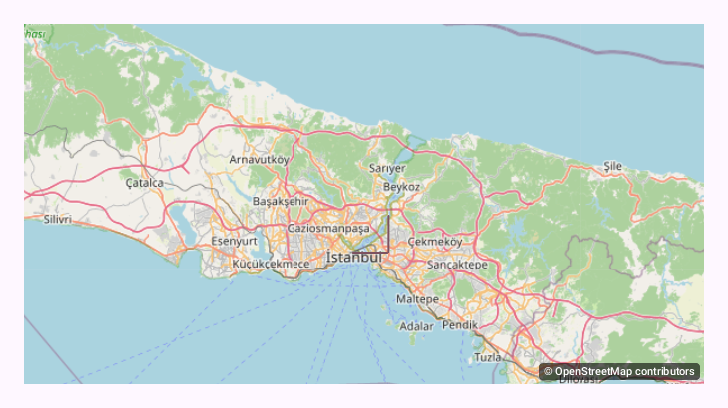 hası
Arnavutköy
Sarıyer
Şile
Çatalca
Beykoz
Başakşehir
Silivri
Gaziosmanpaşa
Esenyurt
Çekmeköy
İstanbul
Küçükçekmece
Sancaktepe
Maltepe
Adalar
Pendik
Tuzla
© OpenStreetMap contributors